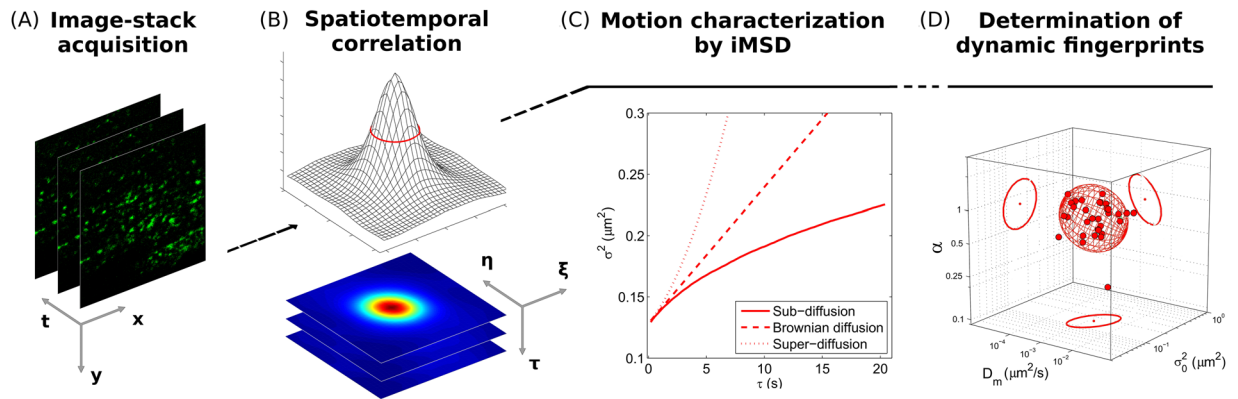 (A) Image-stack
acquisition
(B) Spatiotemporal
correlation
(C) Motion characterization
by iMSD
(D) Determination of
dynamic fingerprints
t
x
y
η
ξ
τ
0.3
0.25
0.2
0.15
0.1
σ² (μm²)
0
5
10
15
20
τ (s)
Sub-diffusion
Brownian diffusion
Super-diffusion
1
0.5
0.25
0.1
α
10⁻⁴
10⁻³
10⁻²
Dₘ (μm²/s)
10⁻¹
10⁰
σ₀² (μm²)